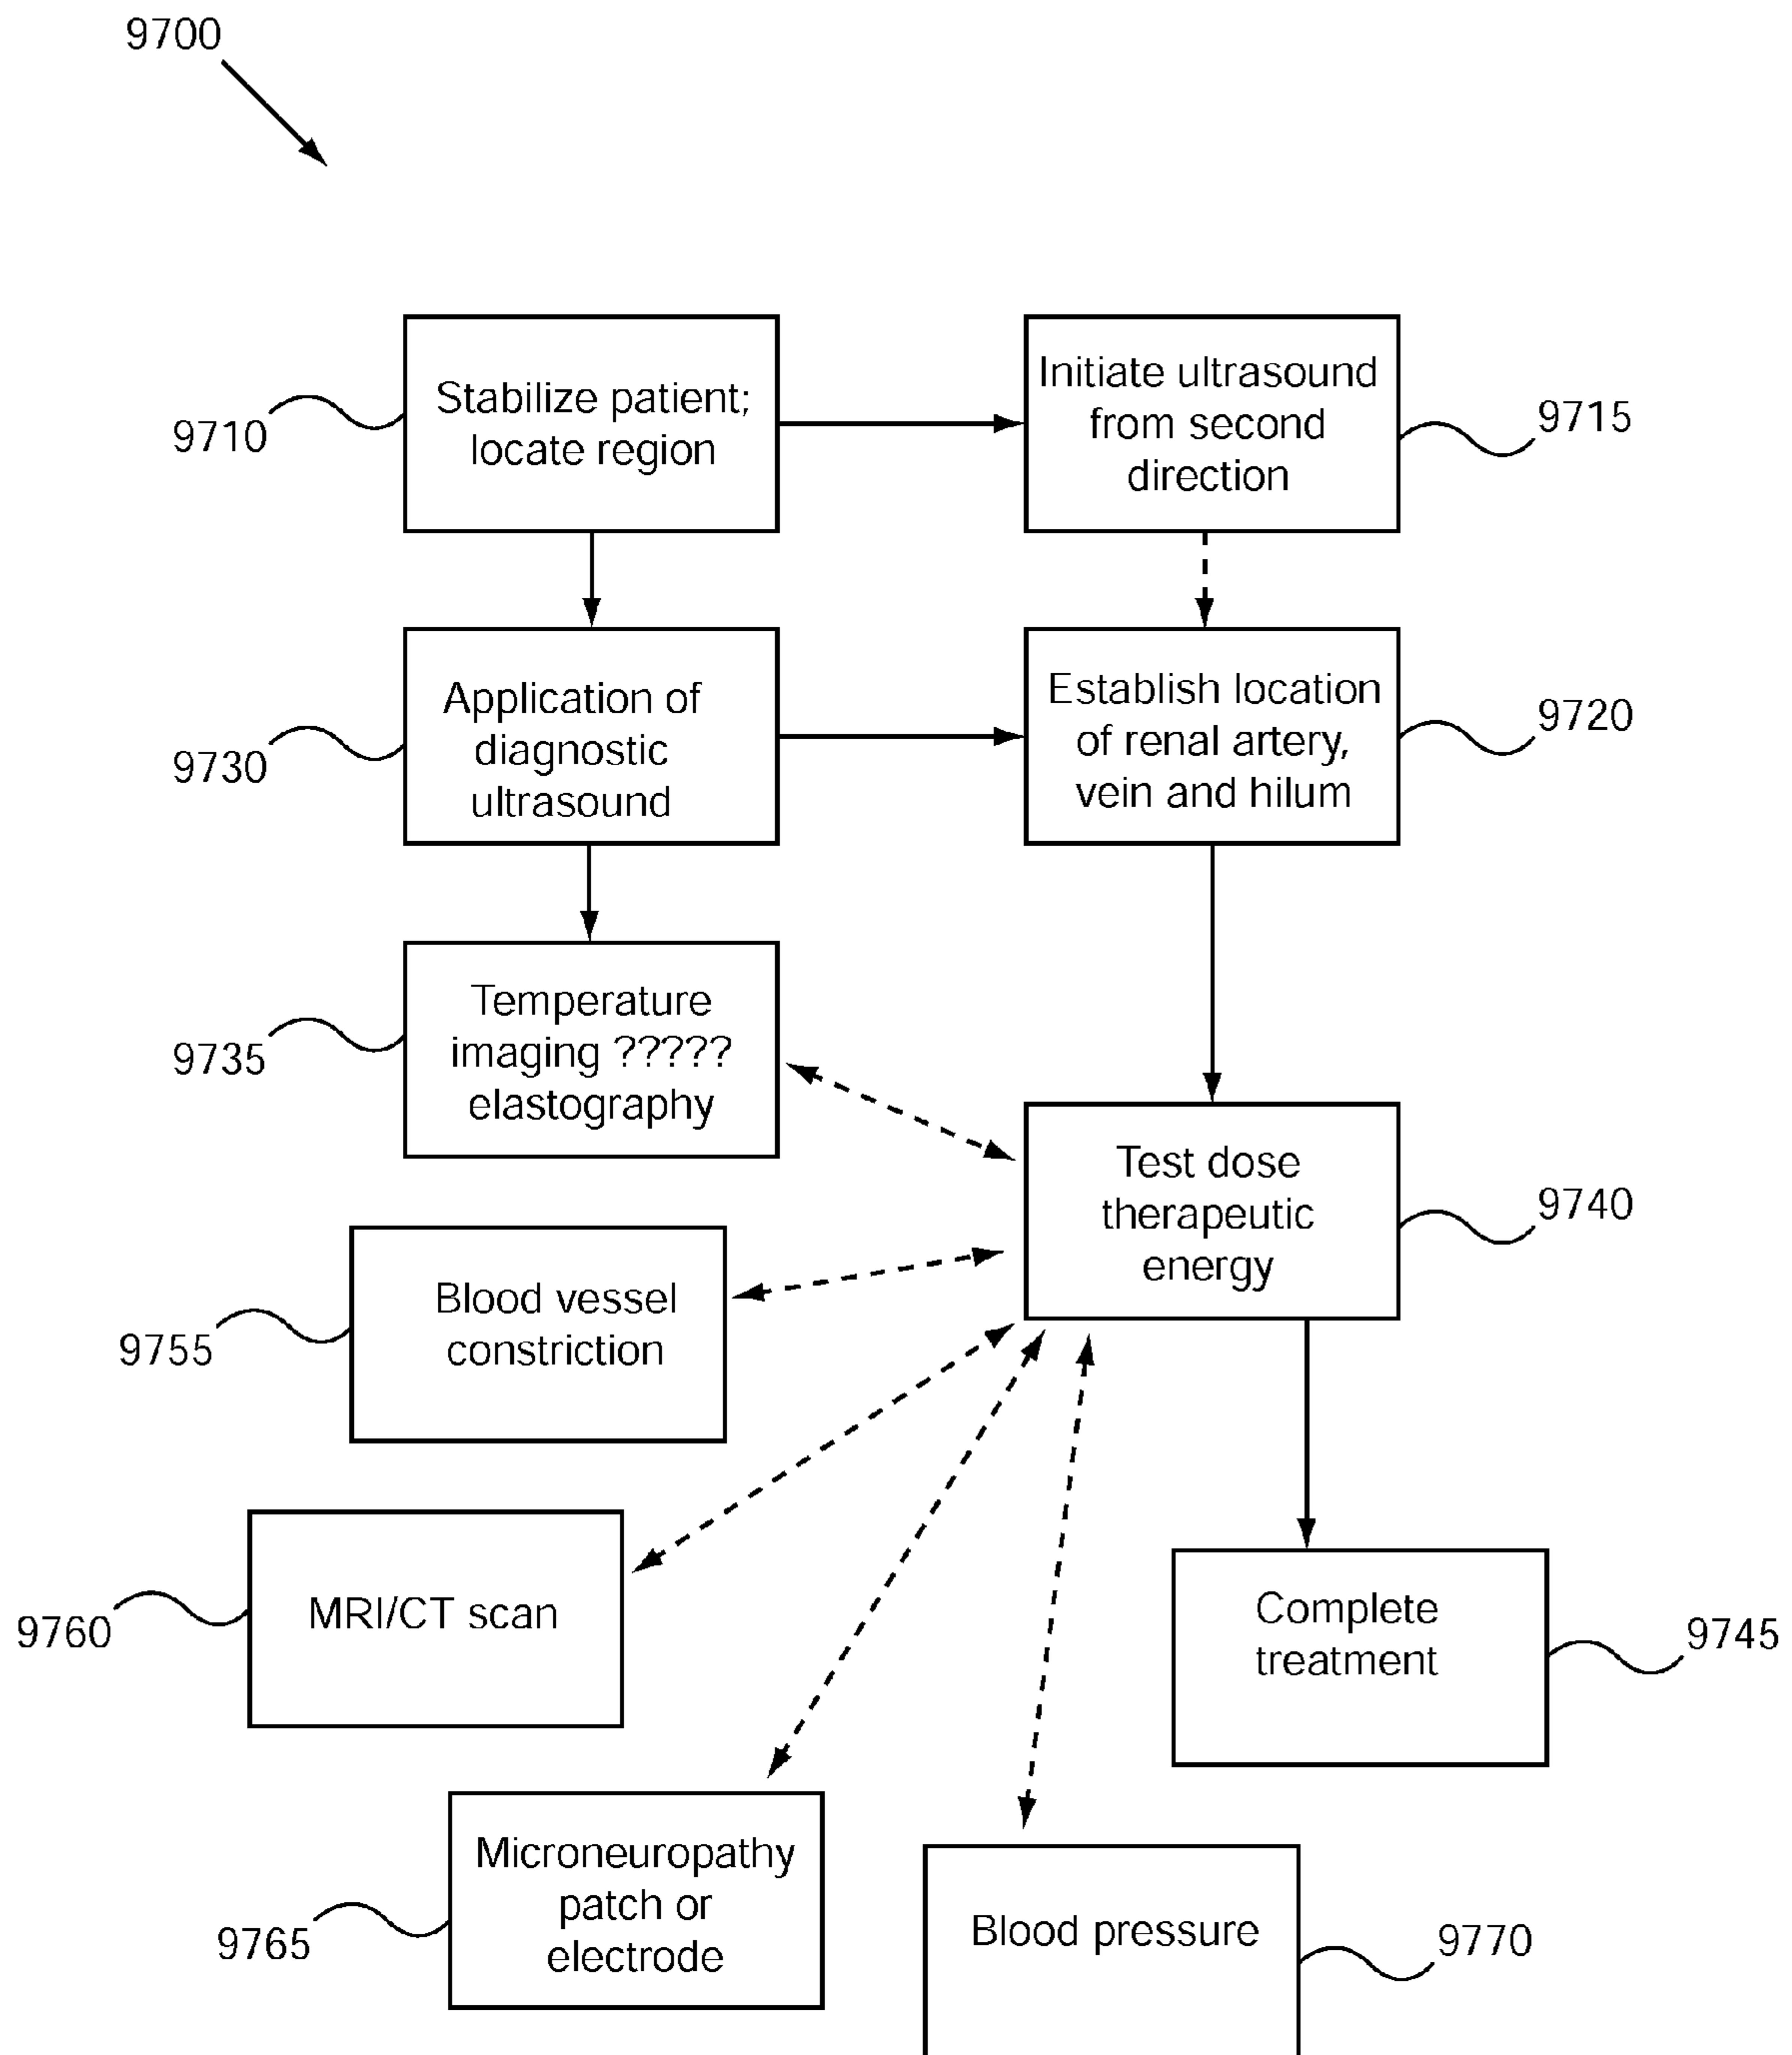 9700
Stabilize patient;
locate region
9710
Initiate ultrasound
from second
direction
9715
Application of
diagnostic
ultrasound
9730
Establish location
of renal artery,
vein and hilum
9720
Temperature
imaging ?????
elastography
9735
Test dose
therapeutic
energy
9740
Blood vessel
constriction
9755
MRI/CT scan
9760
Complete
treatment
9745
Microneuropathy
patch or
electrode
9765
Blood pressure
9770